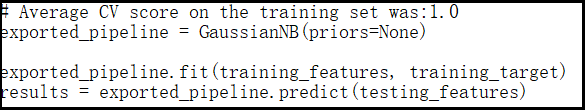 # Average CV score on the training set was:1.0
exported_pipeline = GaussianNB(priors=None)
exported_pipeline.fit(training_features, training_target)
results = exported_pipeline.predict(testing_features)